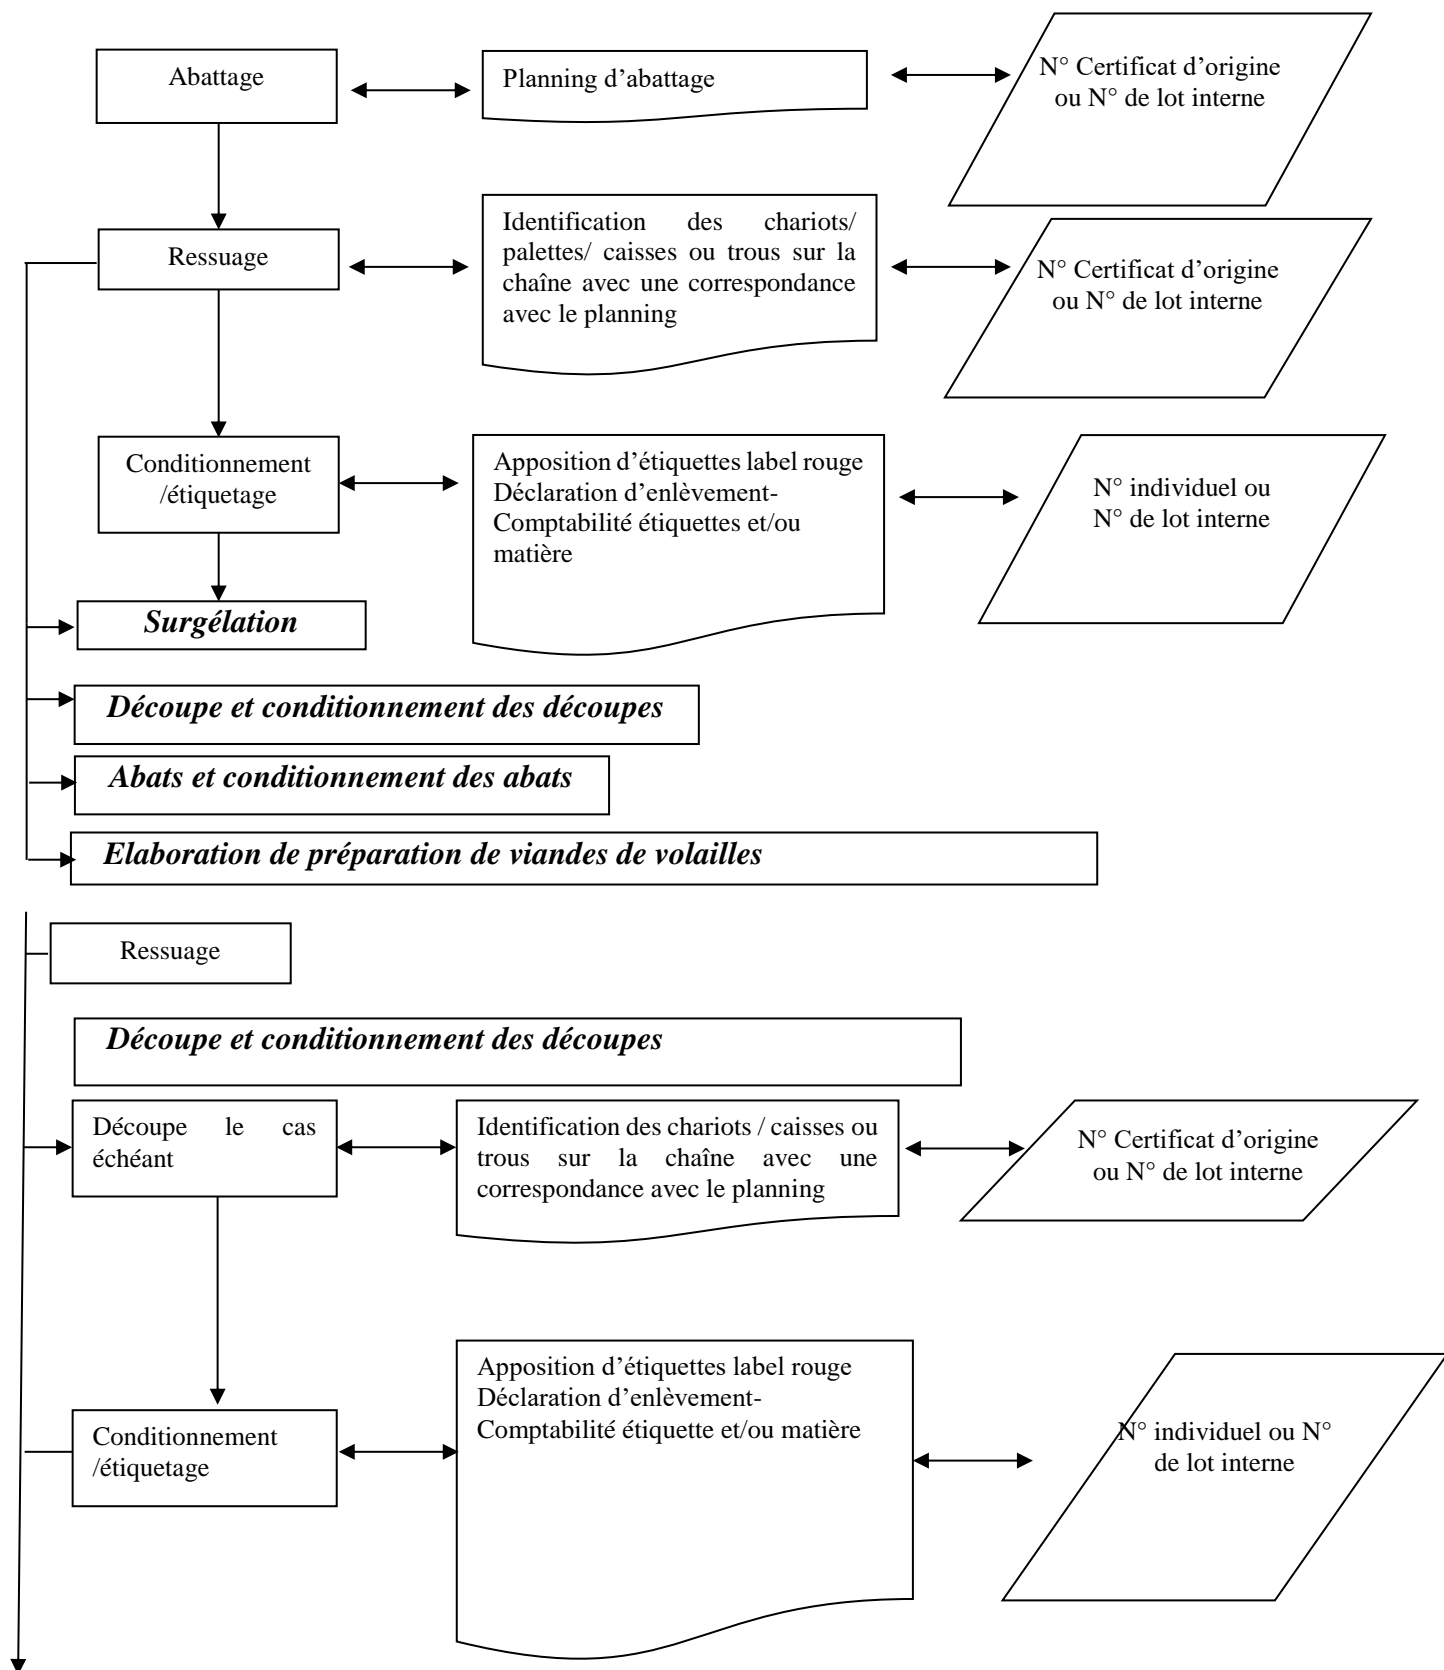 Abattage
Planning d’abattage
N° Certificat d’origine
ou N° de lot interne
Ressuage
Identification des chariots/
palettes/ caisses ou trous sur la
chaîne avec une correspondance
avec le planning
N° Certificat d’origine
ou N° de lot interne
Conditionnement
/étiquetage
Apposition d’étiquettes label rouge
Déclaration d’enlèvement-
Comptabilité étiquettes et/ou
matière
N° individuel ou
N° de lot interne
Surgélation
Découpe et conditionnement des découpes
Abats et conditionnement des abats
Elaboration de préparation de viandes de volailles
Ressuage
Découpe et conditionnement des découpes
Découpe le cas
échéant
Identification des chariots / caisses ou
trous sur la chaîne avec une
correspondance avec le planning
N° Certificat d’origine
ou N° de lot interne
Conditionnement
/étiquetage
Apposition d’étiquettes label rouge
Déclaration d’enlèvement-
Comptabilité étiquette et/ou matière
N° individuel ou N°
de lot interne